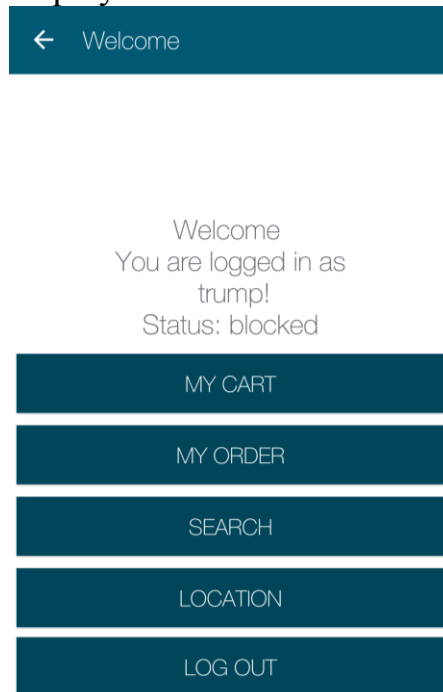 Welcome
Welcome
You are logged in as
trump!
Status: blocked
MY CART
MY ORDER
SEARCH
LOCATION
LOG OUT